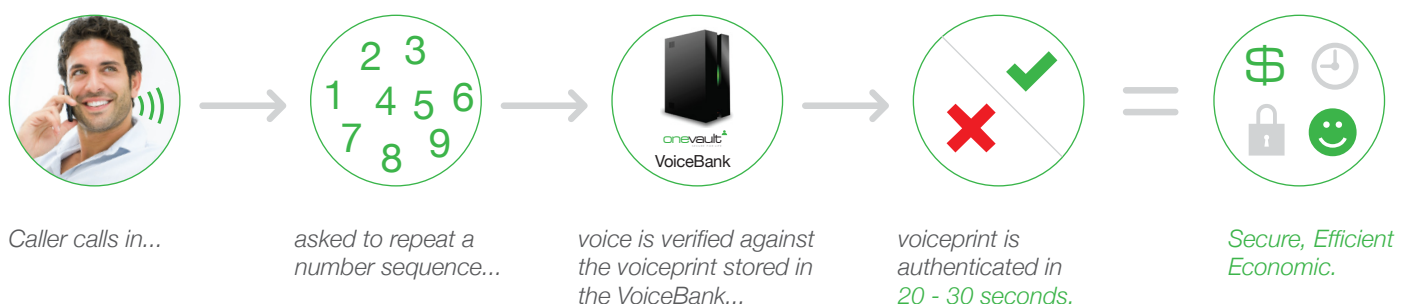 2 3
1 4 5 6
7 8 9
onevault
VoiceBank
Caller calls in...
asked to repeat a
number sequence...
voice is verified against
the voiceprint stored in
the VoiceBank...
voiceprint is
authenticated in
20 - 30 seconds.
Secure, Efficient
Economic.